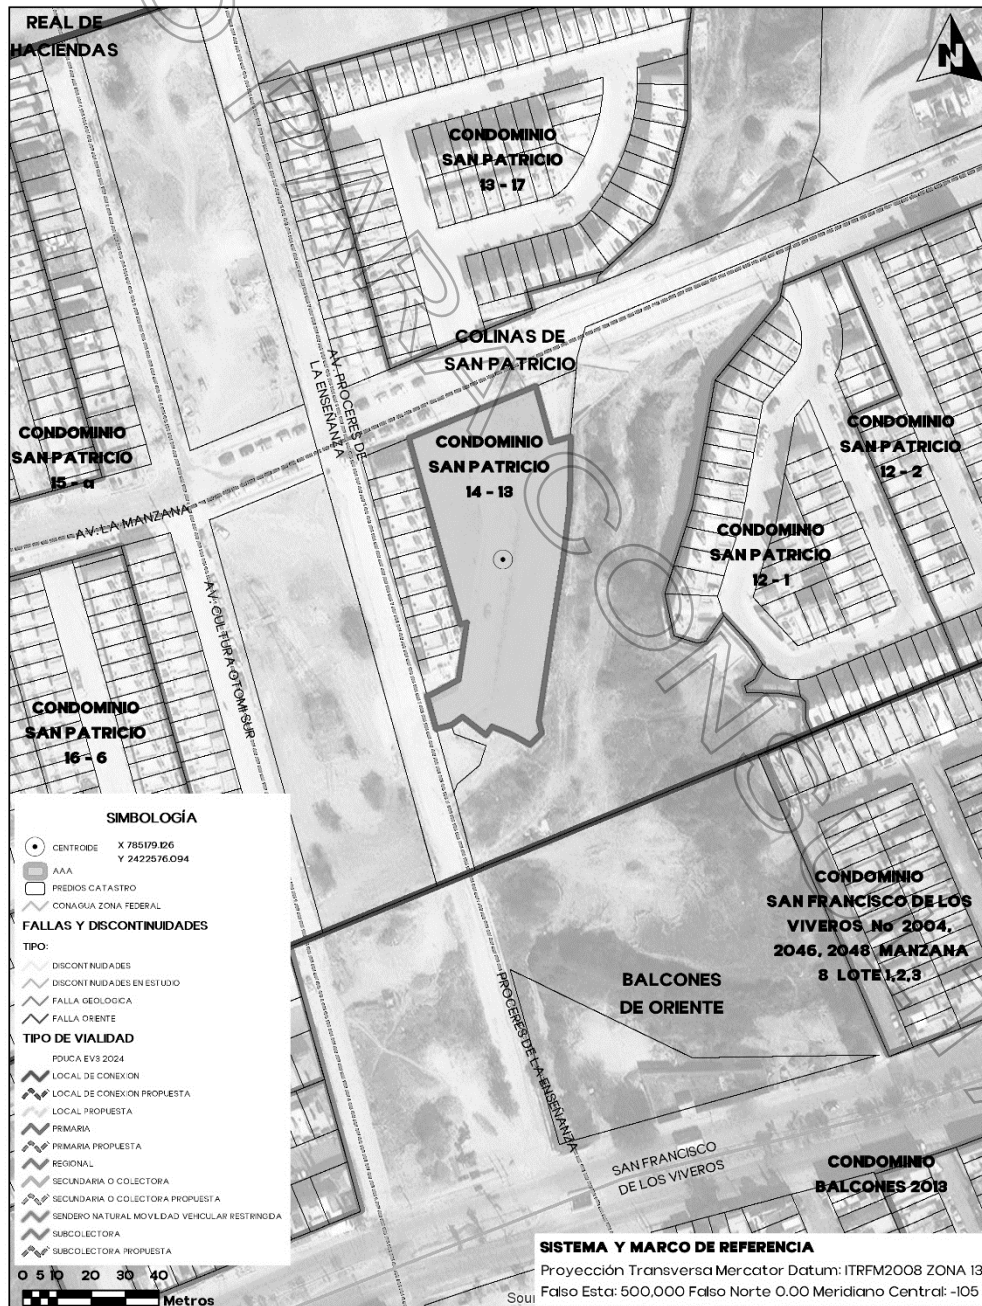 REAL DE
HACIENDAS
N
CONDOMINIO
SAN PATRICIO
13 - 17
COLINAS DE
SAN PATRICIO
AV. PROCERES DE
LA ENSEÑANZA
CONDOMINIO
SAN PATRICIO
15 - a
CONDOMINIO
SAN PATRICIO
14 - 13
CONDOMINIO
SAN PATRICIO
12 - 2
AV. LA MANZANA
CONDOMINIO
SAN PATRICIO
12 - 1
AV. CULTURA OTOMI SUR
CONDOMINIO
SAN PATRICIO
16 - 6
SIMBOLOGÍA
CENTROIDE X 785179.126
Y 2422576.094
AAA
PREDIOS CATASTRO
CONAGUA ZONA FEDERAL
FALLAS Y DISCONTINUIDADES
TIPO:
DISCONTINUIDADES
DISCONTINUIDADES EN ESTUDIO
FALLA GEOLOGICA
FALLA ORIENTE
TIPO DE VIALIDAD
PDUCA EV3 2024
LOCAL DE CONEXION
LOCAL DE CONEXION PROPUESTA
LOCAL PROPUESTA
PRIMARIA
PRIMARIA PROPUESTA
REGIONAL
SECUNDARIA O COLECTORA
SECUNDARIA O COLECTORA PROPUESTA
SENDERO NATURAL MOVILIDAD VEHICULAR RESTRINGIDA
SUBCOLECTORA
SUBCOLECTORA PROPUESTA
0 5 10 20 30 40
Metros
CONDOMINIO
SAN FRANCISCO DE LOS
VIVEROS No 2004,
2046, 2048 MANZANA
8 LOTE 1,2,3
BALCONES
DE ORIENTE
PROCERES DE LA ENSEÑANZA
SAN FRANCISCO
DE LOS VIVEROS
CONDOMINIO
BALCONES 2013
Sou
SISTEMA Y MARCO DE REFERENCIA
Proyección Transversa Mercator Datum: ITRFM2008 ZONA 13
Falso Esta: 500,000 Falso Norte 0.00 Meridiano Central: -105